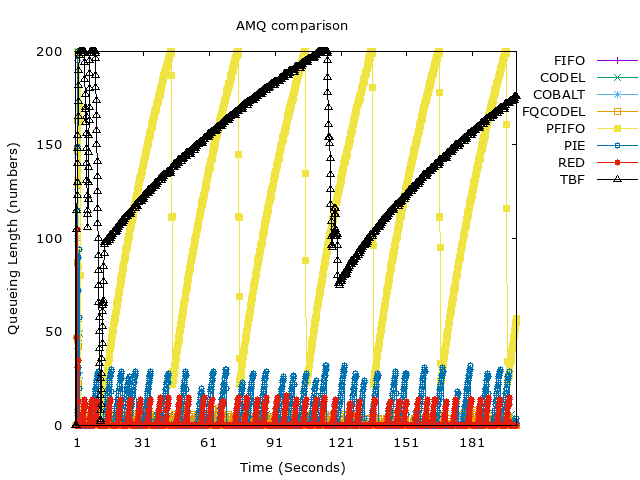 AMQ comparison
Queueing Length (numbers)
200
150
100
50
0
1 31 61 91 121 151 181
Time (Seconds)
FIFO
CODEL
COBALT
FQCODEL
PFIFO
PIE
RED
TBF